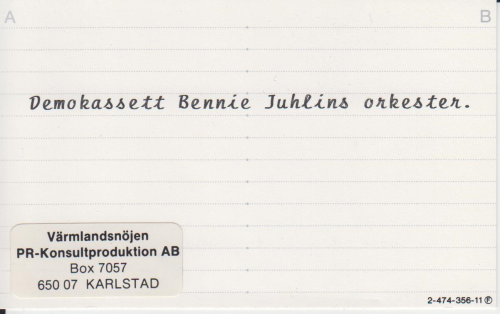 A
B
Demokassett Bennie Juhlins orkester.
Värmlandsnöjen
PR-Konsultproduktion AB
Box 7057
650 07 KARLSTAD
2-474-356-11 Ⓟ